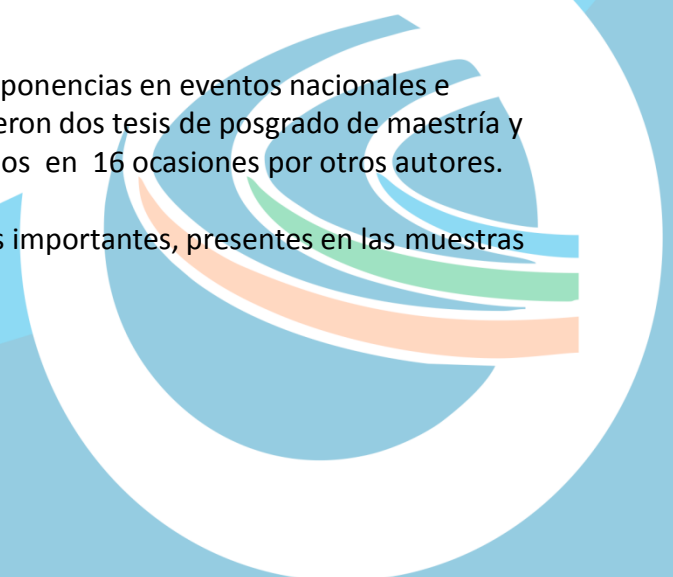 ponencias en eventos nacionales e
eron dos tesis de posgrado de maestría y
os en 16 ocasiones por otros autores.
s importantes, presentes en las muestras